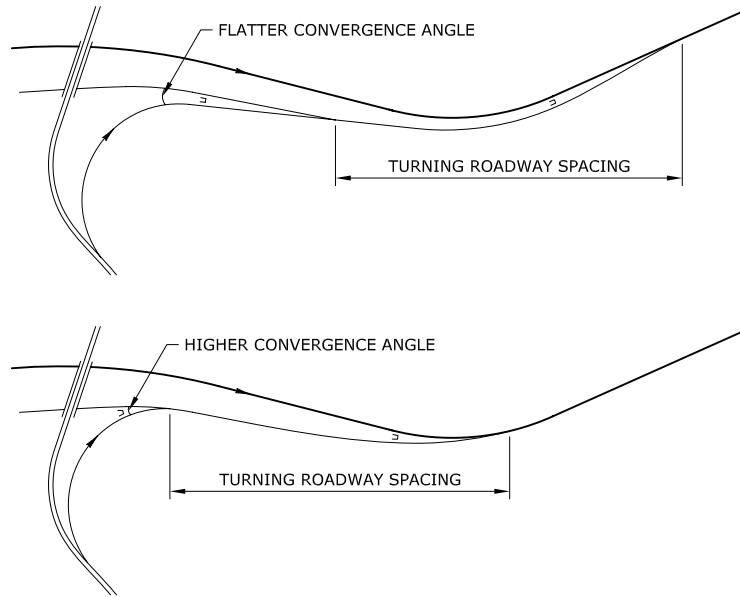 FLATTER CONVERGENCE ANGLE
TURNING ROADWAY SPACING
HIGHER CONVERGENCE ANGLE
TURNING ROADWAY SPACING